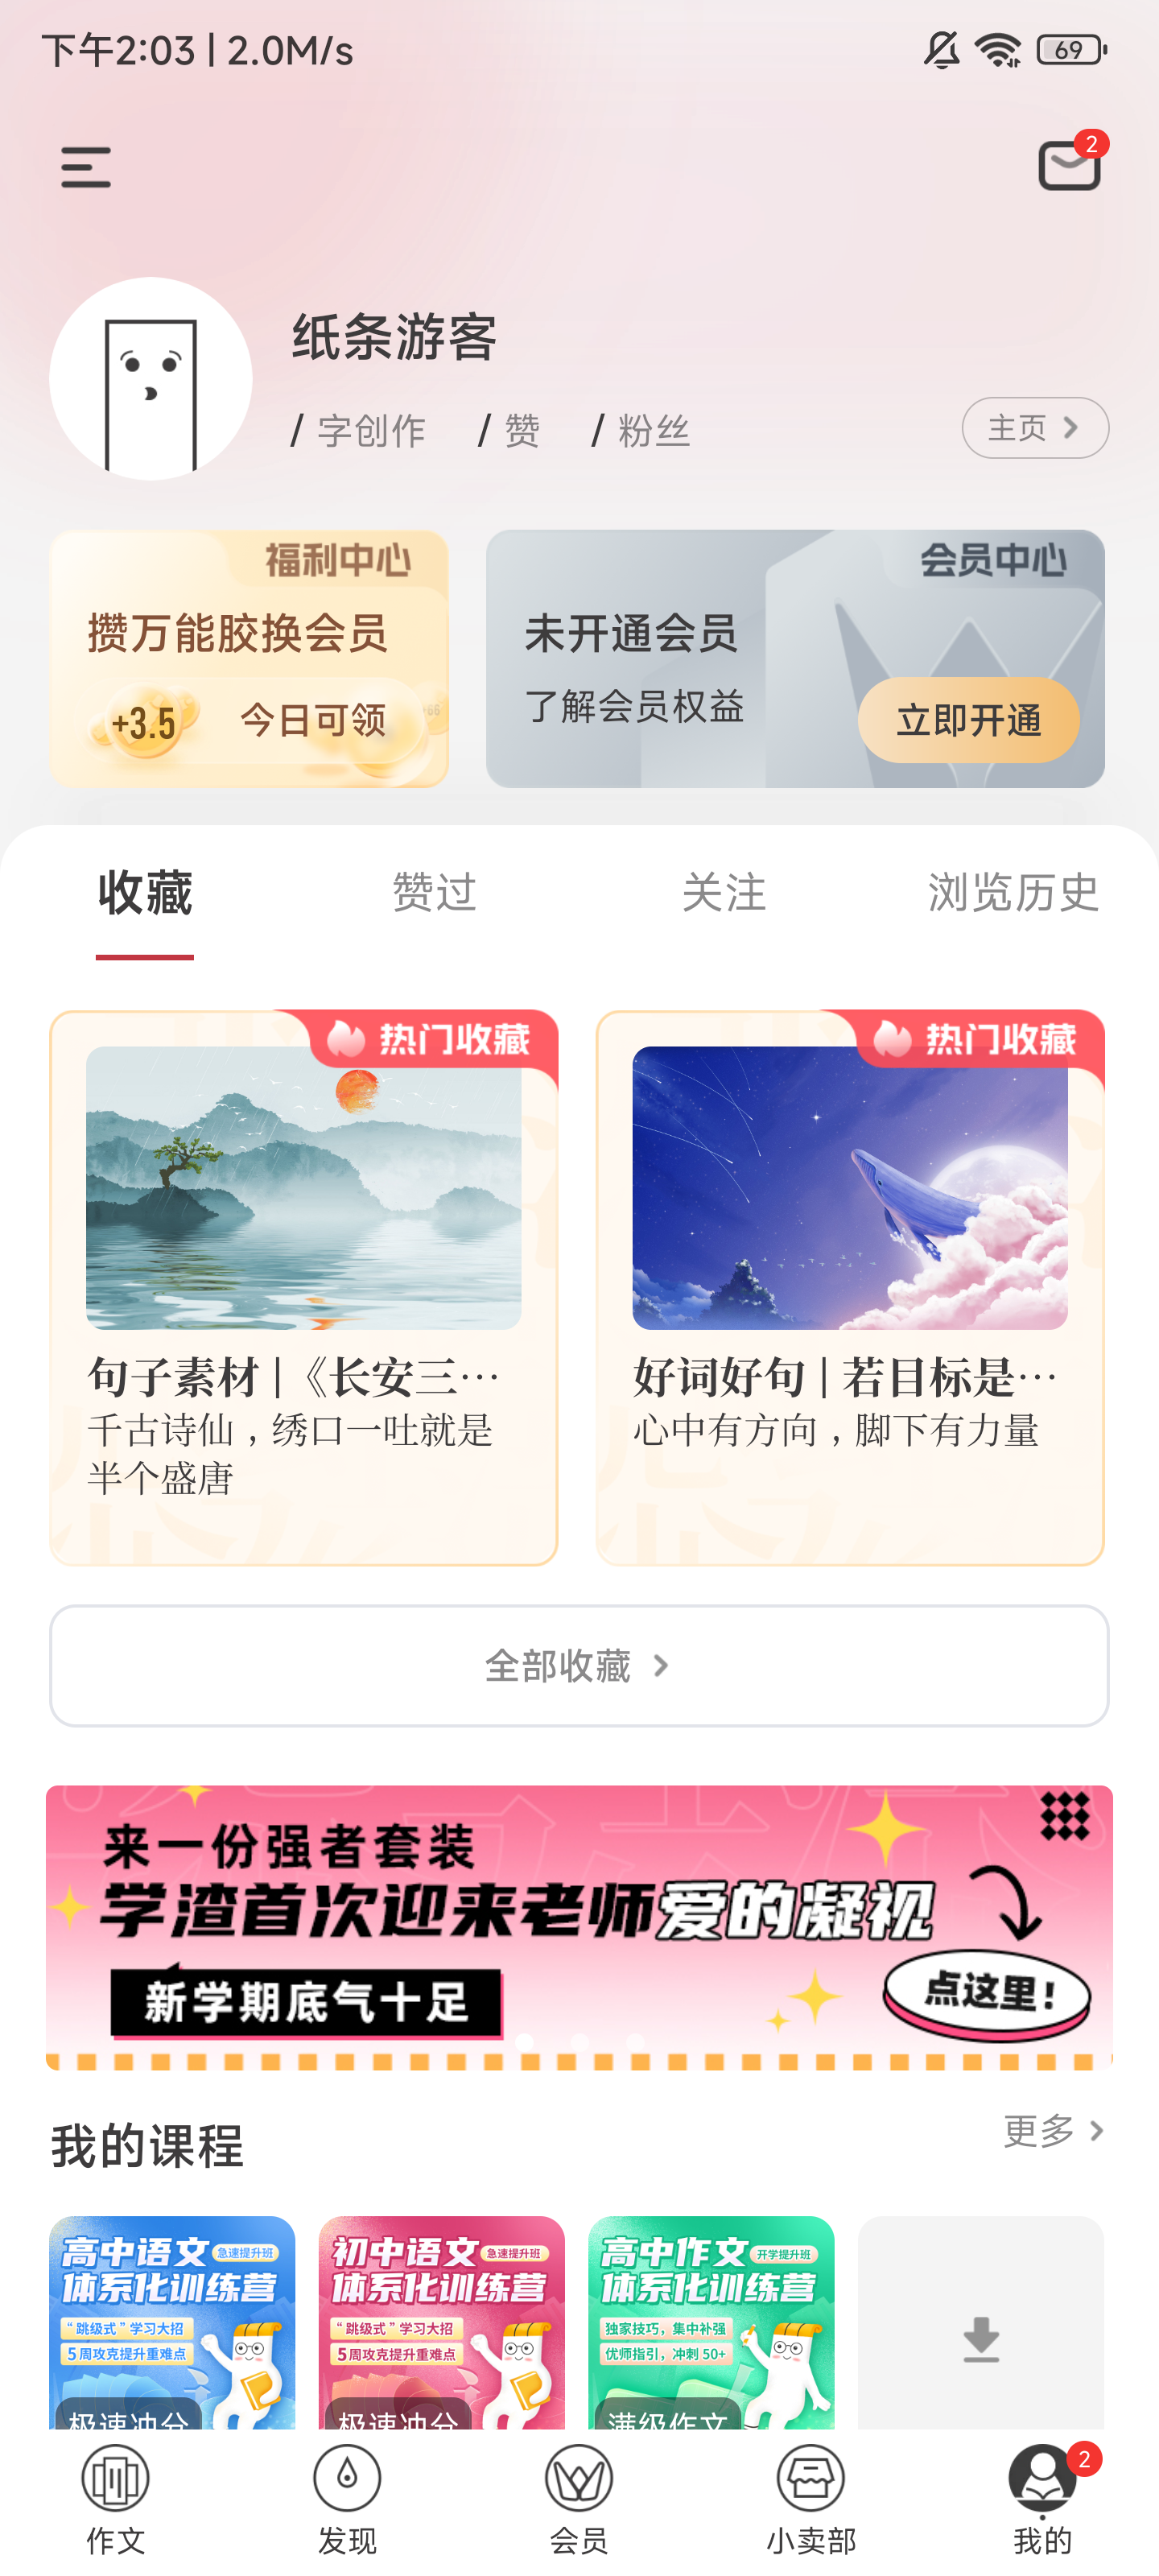 下午2:03 | 2.0M/s
69
2
纸条游客
/ 字创作 / 赞 / 粉丝
主页
福利中心
攒万能胶换会员
+3.5 今日可领
会员中心
未开通会员
了解会员权益
立即开通
收藏 赞过 关注 浏览历史
热门收藏
句子素材 |《长安三…
千古诗仙，绣口一吐就是
半个盛唐
热门收藏
好词好句 | 若目标是…
心中有方向，脚下有力量
全部收藏
来一份强者套装
学渣首次迎来老师爱的凝视
新学期底气十足
点这里！
我的课程
更多
高中语文 急速提升班
体系化训练营
“跳级式”学习大招
5周攻克提升重难点
极速冲分
初中语文 急速提升班
体系化训练营
“跳级式”学习大招
5周攻克提升重难点
极速冲分
高中作文 开学提升班
体系化训练营
独家技巧，集中补强
优师指引，冲刺 50+
满级作文
作文 发现 会员 小卖部 我的
2